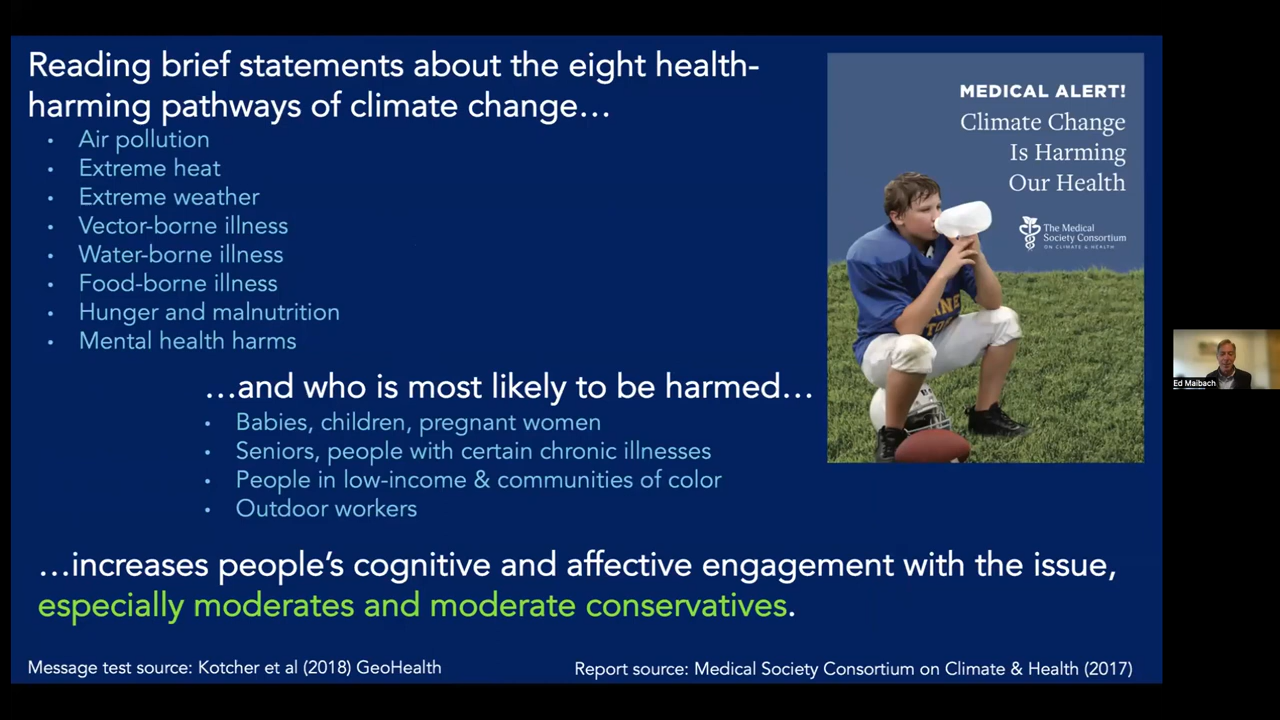 Reading brief statements about the eight health-
harming pathways of climate change…
• Air pollution
• Extreme heat
• Extreme weather
• Vector-borne illness
• Water-borne illness
• Food-borne illness
• Hunger and malnutrition
• Mental health harms
…and who is most likely to be harmed…
• Babies, children, pregnant women
• Seniors, people with certain chronic illnesses
• People in low-income & communities of color
• Outdoor workers
…increases people’s cognitive and affective engagement with the issue,
especially moderates and moderate conservatives.
Message test source: Kotcher et al (2018) GeoHealth
Report source: Medical Society Consortium on Climate & Health (2017)
MEDICAL ALERT!
Climate Change
Is Harming
Our Health
The Medical
Society Consortium
ON CLIMATE & HEALTH
Ed Maibach